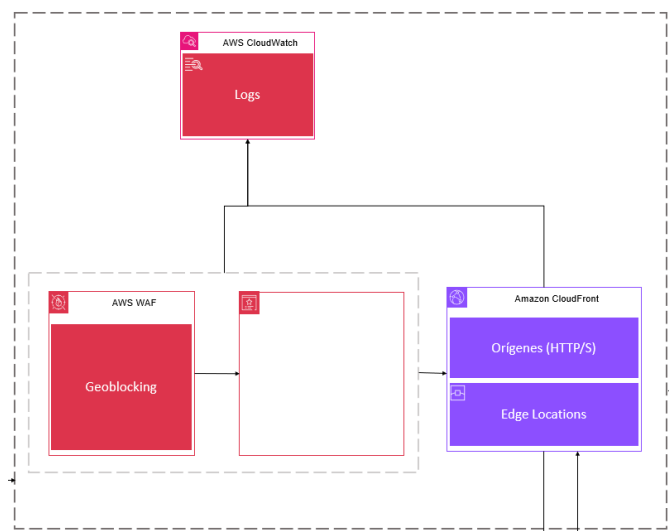 AWS CloudWatch
Logs
AWS WAF
Geoblocking
Amazon CloudFront
Orígenes (HTTP/S)
Edge Locations